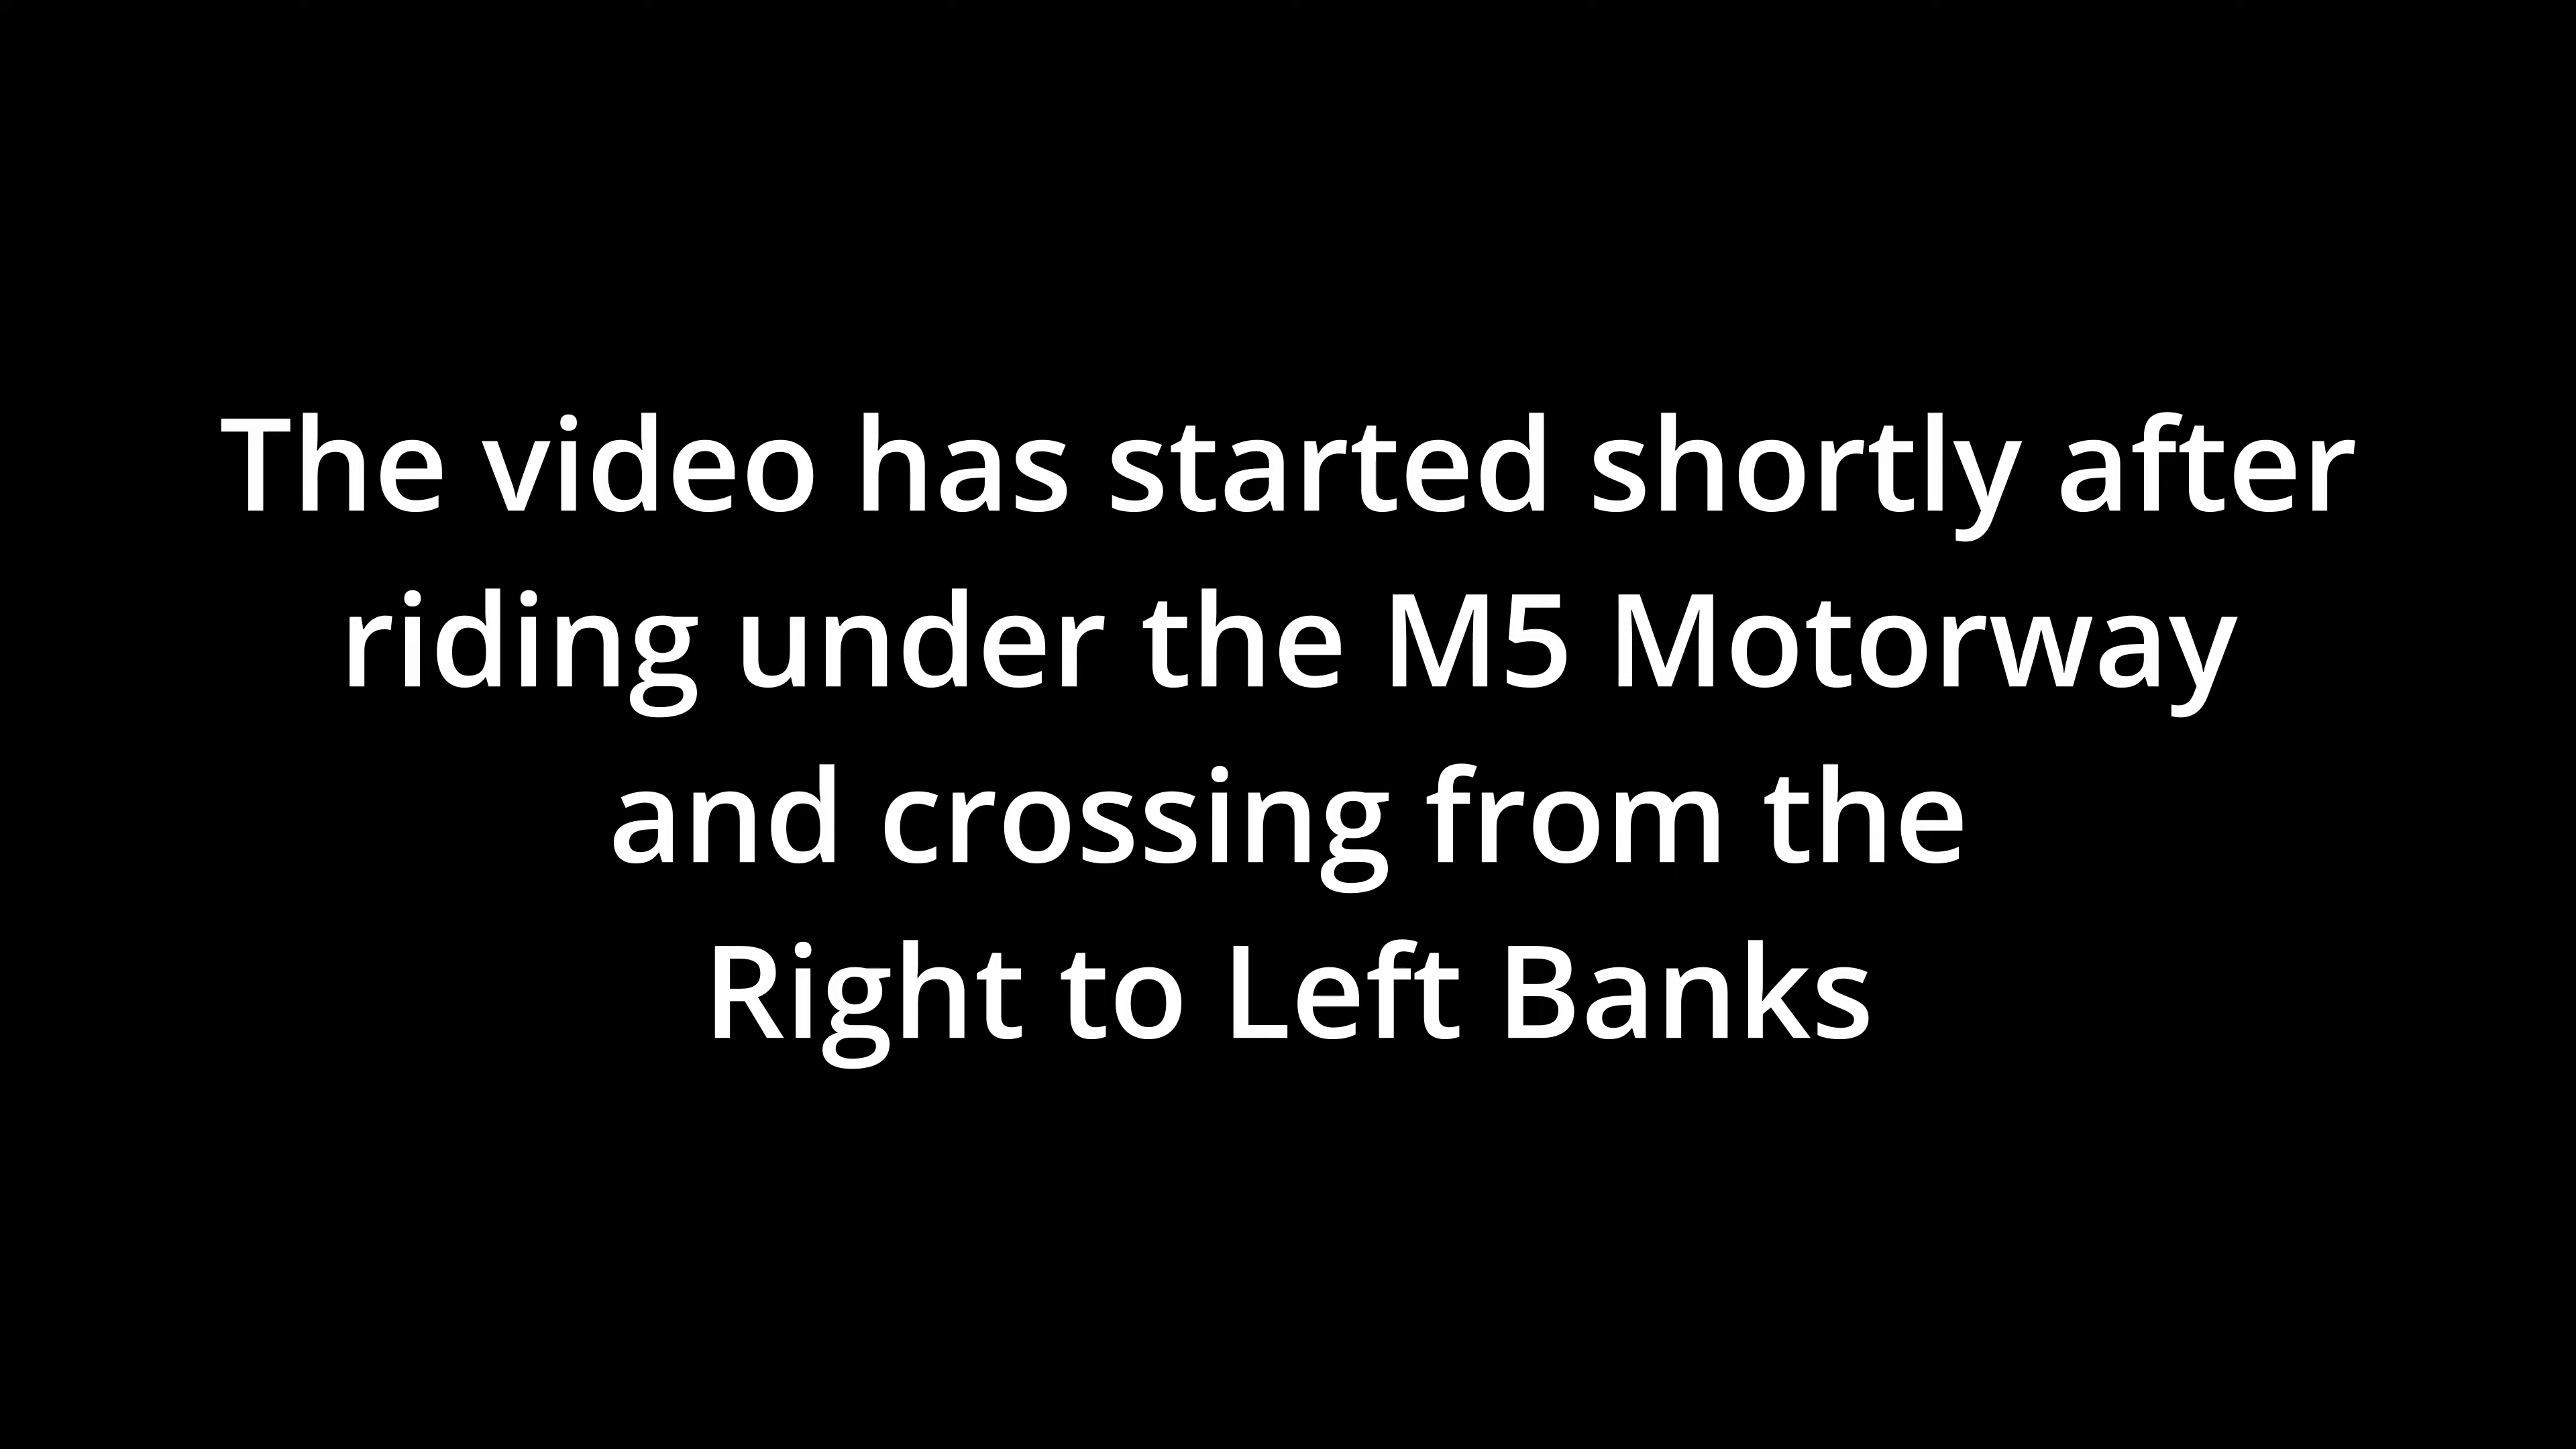 The video has started shortly after
riding under the M5 Motorway
and crossing from the
Right to Left Banks